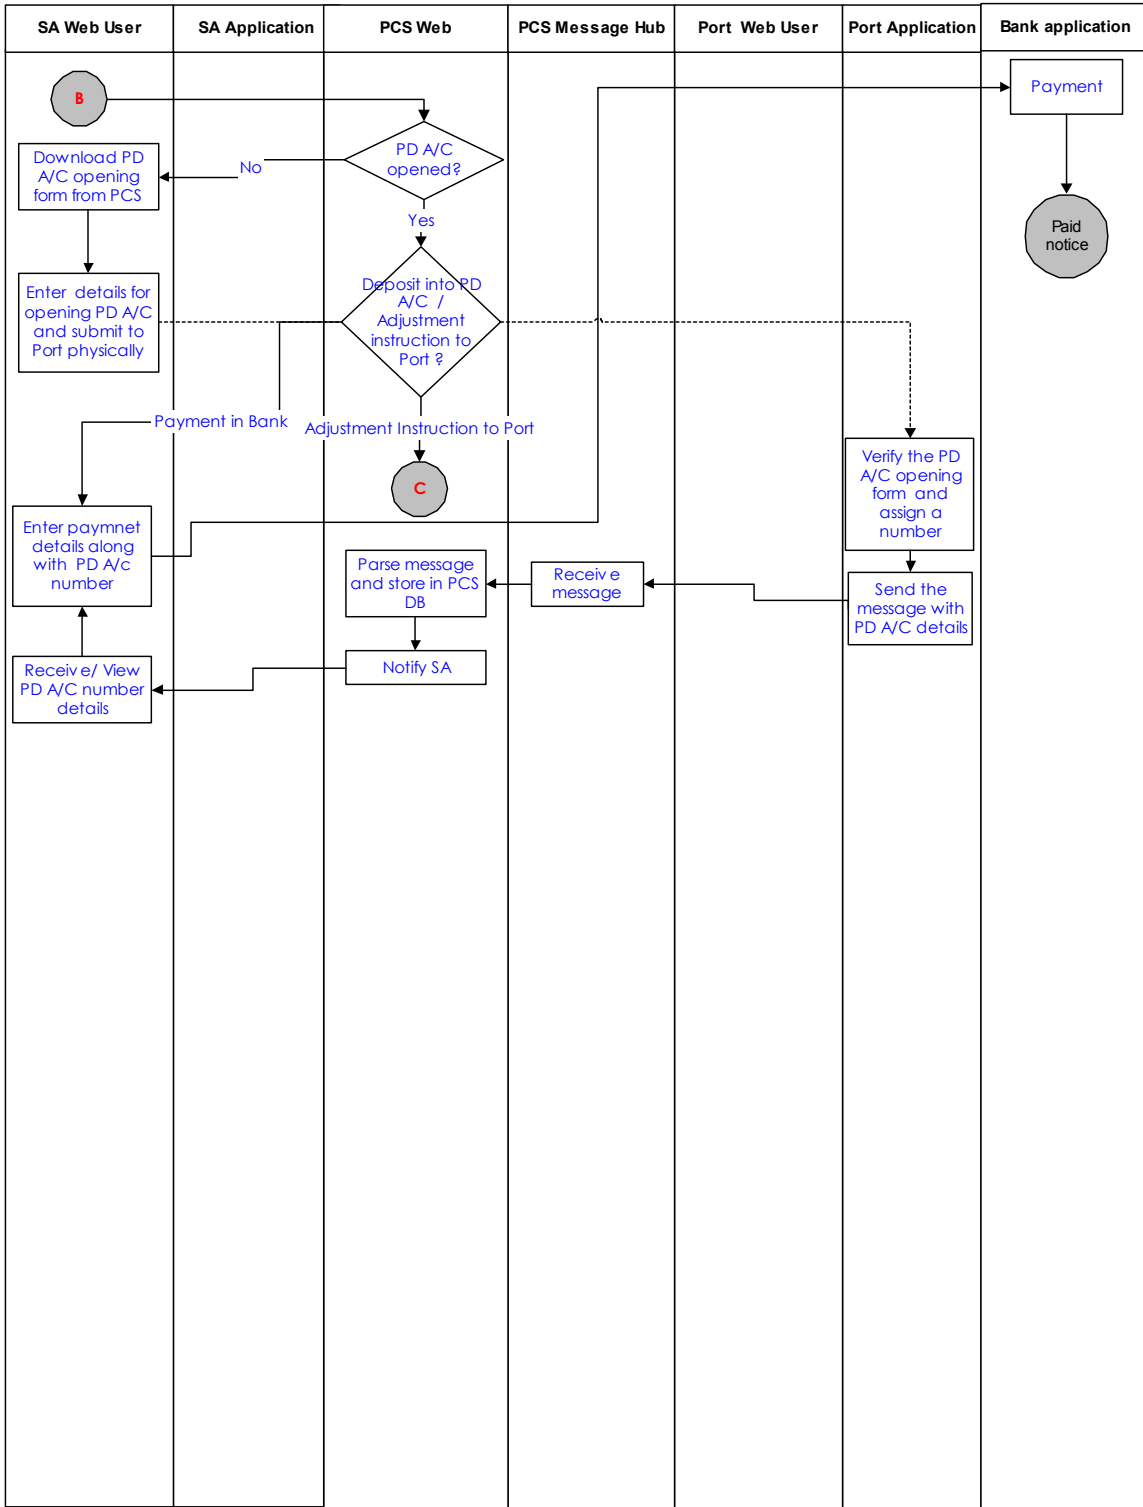 SA Web User
SA Application
PCS Web
PCS Message Hub
Port Web User
Port Application
Bank application
B
Payment
PD A/C
opened?
No
Download PD
A/C opening
form from PCS
Yes
Paid
notice
Deposit into PD
A/C /
Adjustment
instruction to
Port ?
Enter details for
opening PD A/C
and submit to
Port physically
Payment in Bank
Adjustment Instruction to Port
C
Verify the PD
A/C opening
form and
assign a
number
Enter paymnet
details along
with PD A/c
number
Parse message
and store in PCS
DB
Receive
message
Send the
message with
PD A/C details
Notify SA
Receive/ View
PD A/C number
details